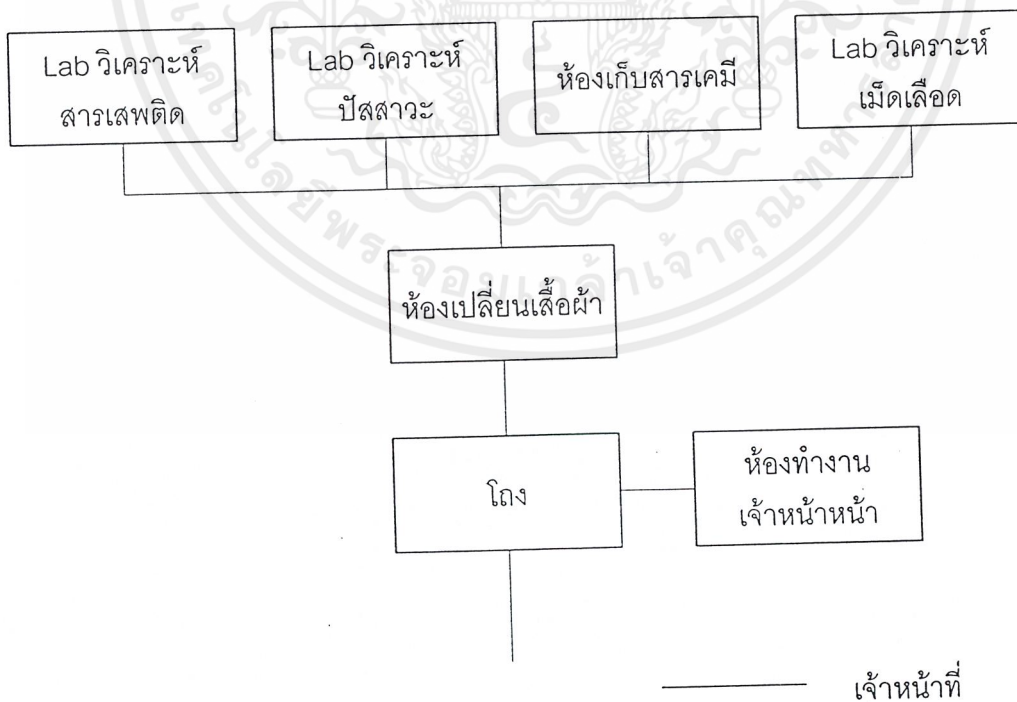 Lab วิเคราะห์
สารเสพติด
Lab วิเคราะห์
ปัสสาวะ
ห้องเก็บสารเคมี
Lab วิเคราะห์
เม็ดเลือด
ห้องเปลี่ยนเสื้อผ้า
โถง
ห้องทำงาน
เจ้าหน้าหน้า
เจ้าหน้าที่